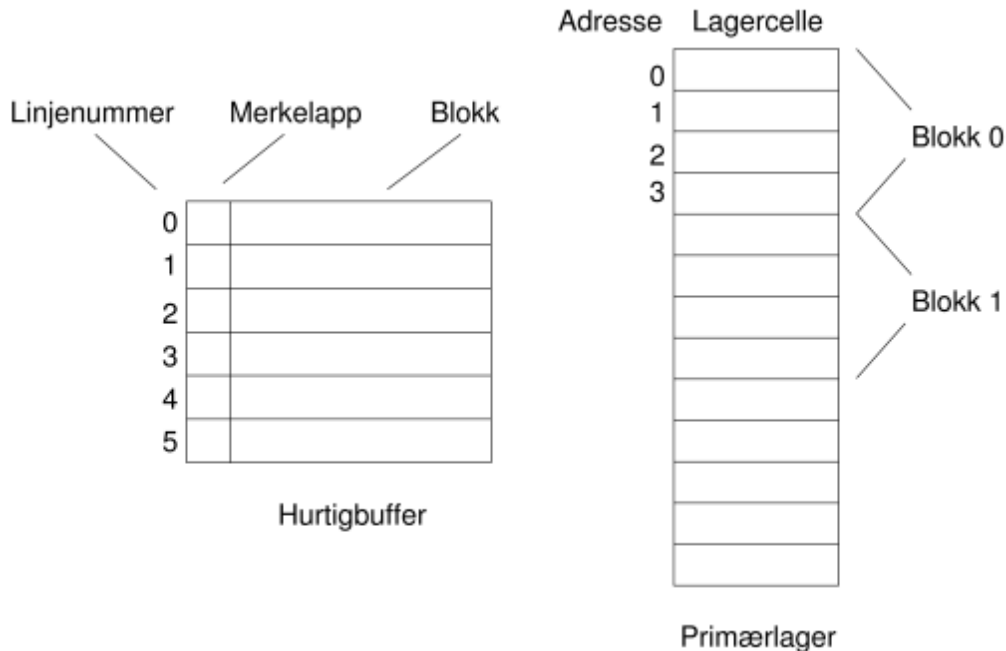 Adresse Lagercelle
0
1
2
3
Blokk 0
Blokk 1
Primærlager
Linjenummer Merkelapp Blokk
0
1
2
3
4
5
Hurtigbuffer